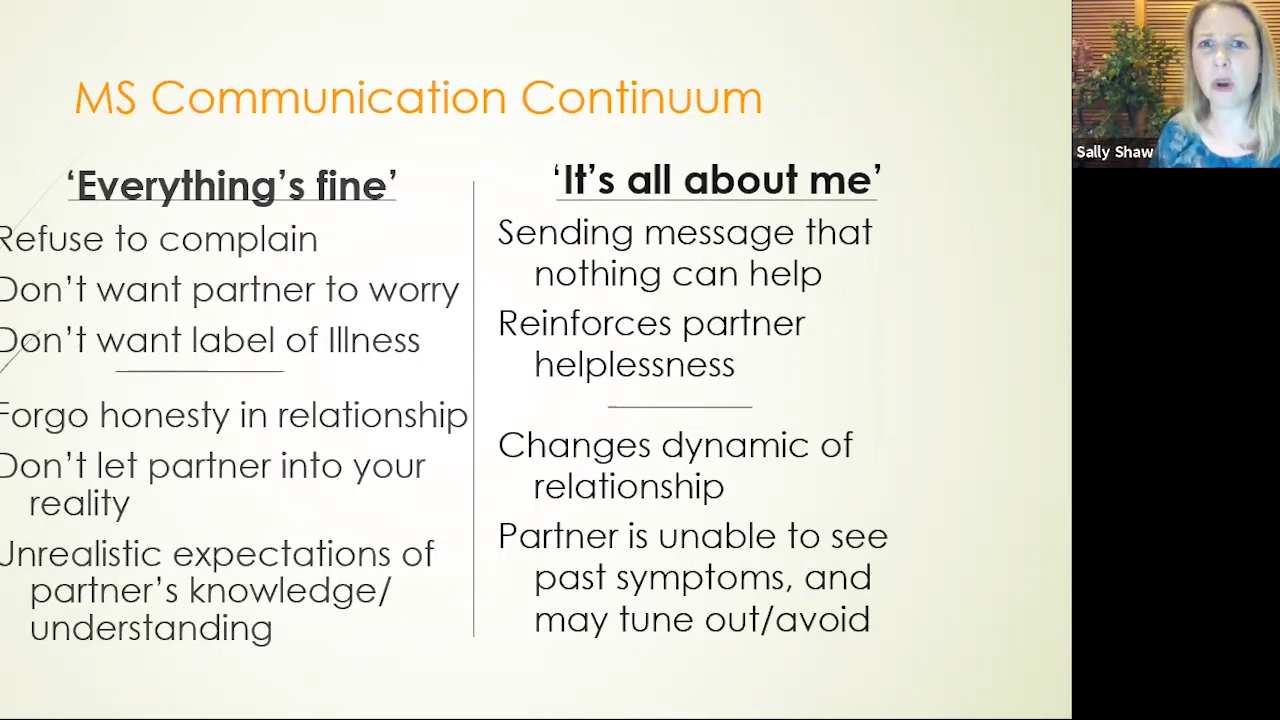 MS Communication Continuum
‘Everything’s fine’
Refuse to complain
Don’t want partner to worry
Don’t want label of Illness
Forgo honesty in relationship
Don’t let partner into your
reality
Unrealistic expectations of
partner’s knowledge/
understanding
‘It’s all about me’
Sending message that
nothing can help
Reinforces partner
helplessness
Changes dynamic of
relationship
Partner is unable to see
past symptoms, and
may tune out/avoid
Sally Shaw